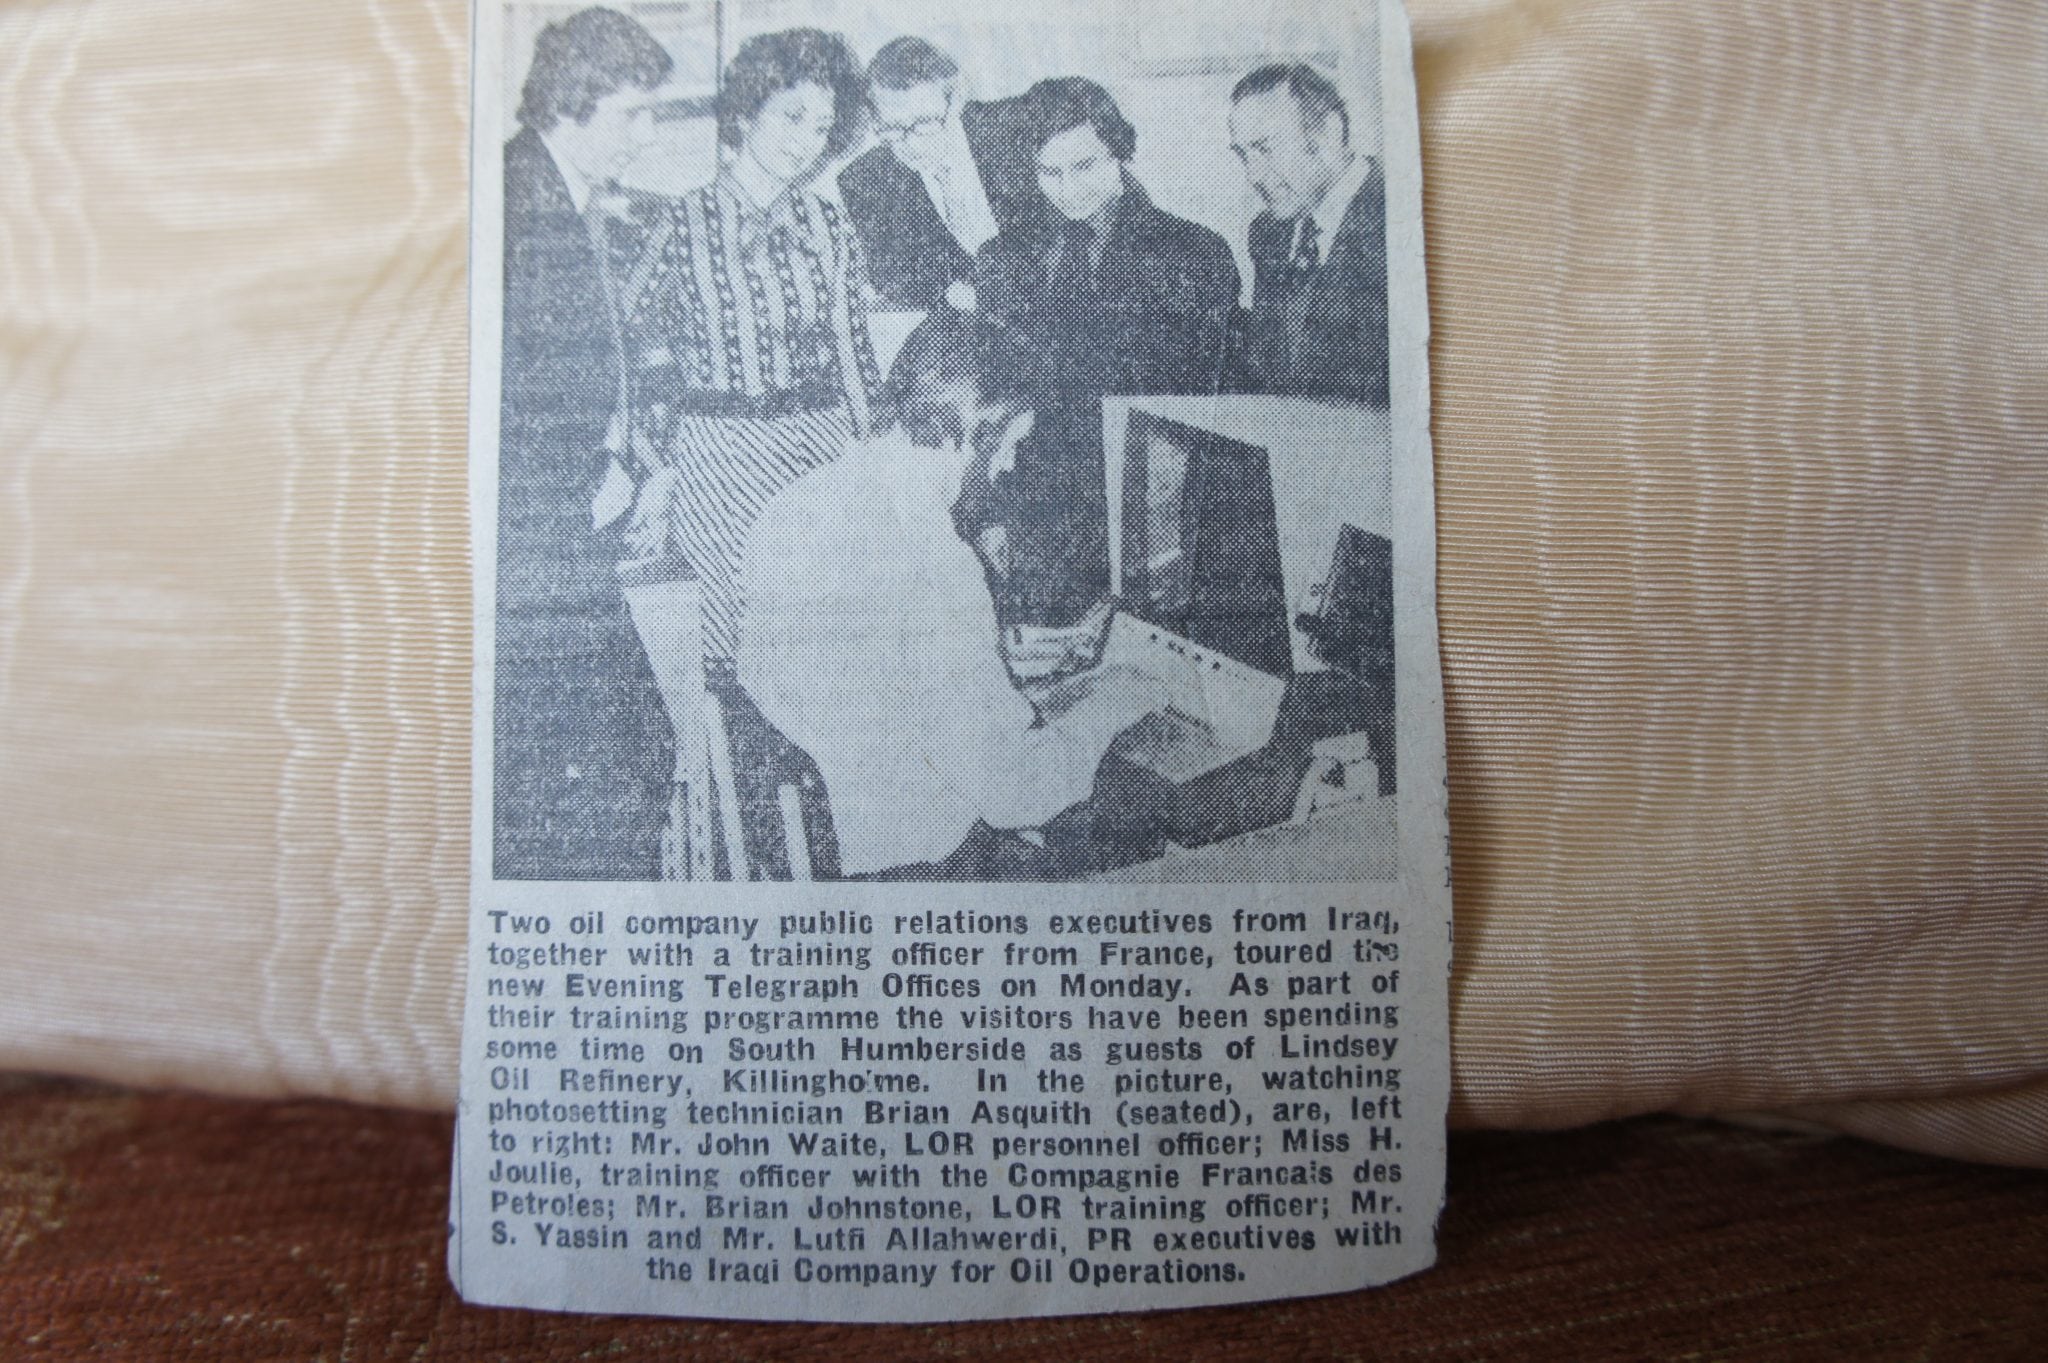 Two oil company public relations executives from Iraq,
together with a training officer from France, toured the
new Evening Telegraph Offices on Monday. As part of
their training programme the visitors have been spending
some time on South Humberside as guests of Lindsey
Oil Refinery, Killingholme. In the picture, watching
photosetting technician Brian Asquith (seated), are, left
to right: Mr. John Waite, LOR personnel officer; Miss H.
Joulie, training officer with the Compagnie Francais des
Petroles; Mr. Brian Johnstone, LOR training officer; Mr.
S. Yassin and Mr. Lutfi Allahwerdi, PR executives with
the Iraqi Company for Oil Operations.